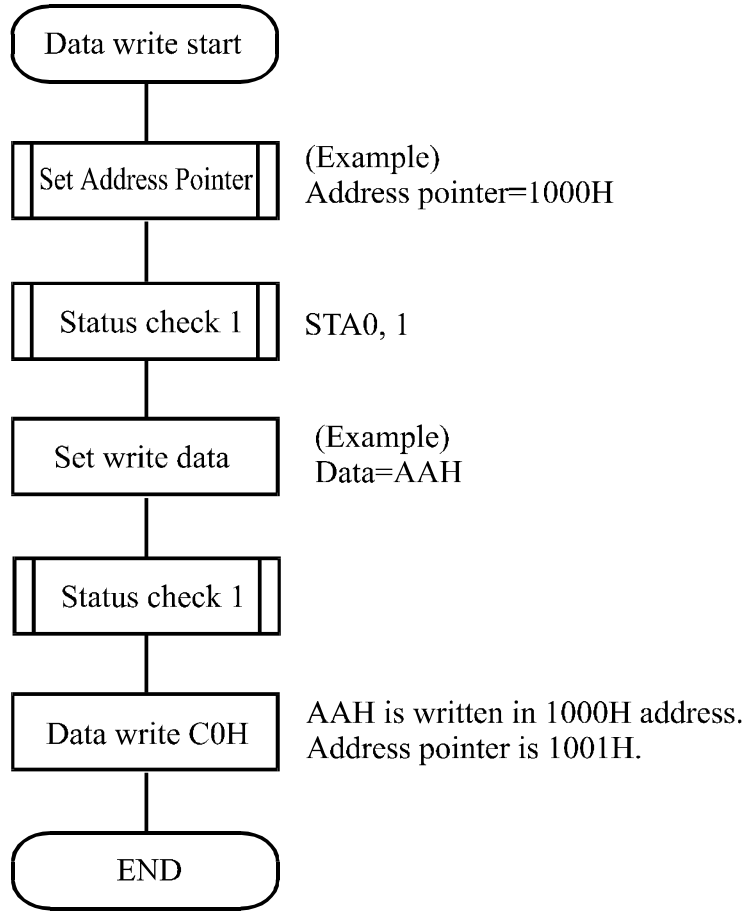 Data write start
Set Address Pointer
(Example)
Address pointer=1000H
Status check 1
STA0, 1
Set write data
(Example)
Data=AAH
Status check 1
Data write C0H
AAH is written in 1000H address.
Address pointer is 1001H.
END